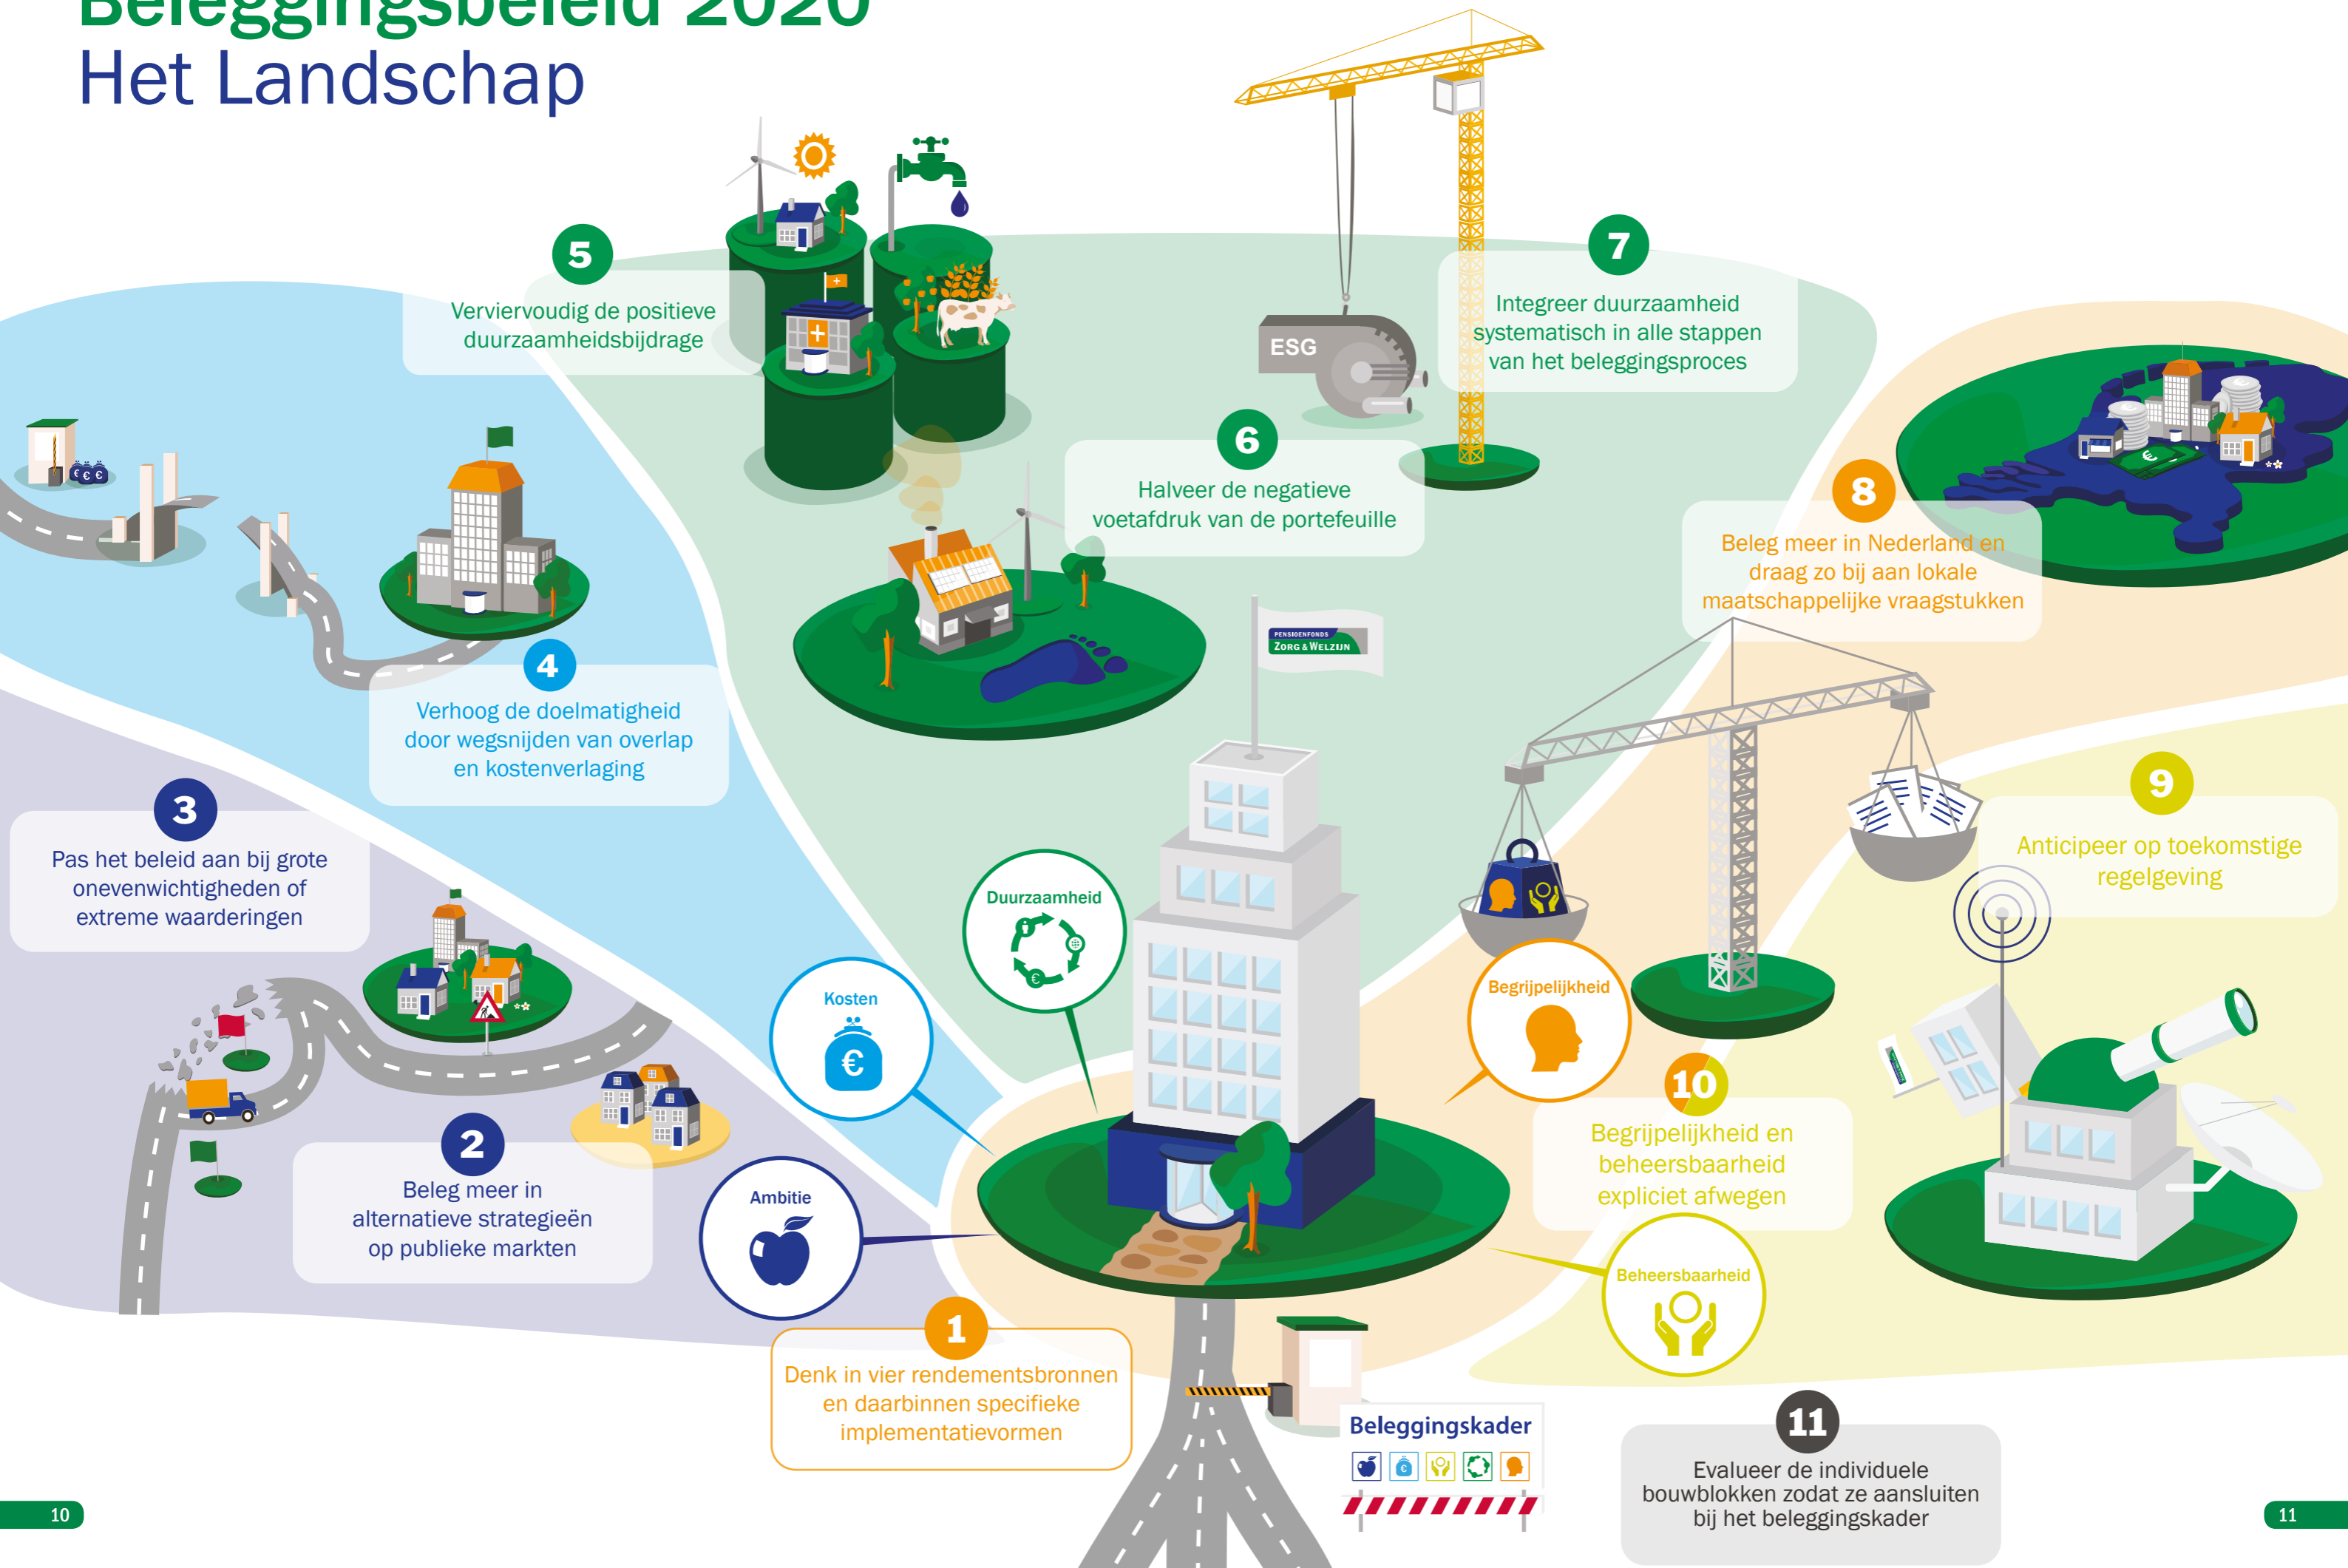 Beleggingsbeleid 2020
Het Landschap
5
Verviervoudig de positieve
duurzaamheidsbijdrage
7
Integreer duurzaamheid
systematisch in alle stappen
van het beleggingsproces
ESG
6
Halveer de negatieve
voetafdruk van de portefeuille
8
Beleg meer in Nederland en
draag zo bij aan lokale
maatschappelijke vraagstukken
€ € €
€
PENSIOENFONDS
ZORG & WELZIJN
4
Verhoog de doelmatigheid
door wegsnijden van overlap
en kostenverlaging
3
Pas het beleid aan bij grote
onevenwichtigheden of
extreme waarderingen
9
Anticipeer op toekomstige
regelgeving
Duurzaamheid
€
Kosten
€
Begrijpelijkheid
10
Begrijpelijkheid en
beheersbaarheid
expliciet afwegen
2
Beleg meer in
alternatieve strategieën
op publieke markten
Ambitie
Beheersbaarheid
1
Denk in vier rendementsbronnen
en daarbinnen specifieke
implementatievormen
Beleggingskader
€
11
Evalueer de individuele
bouwblokken zodat ze aansluiten
bij het beleggingskader
10
11